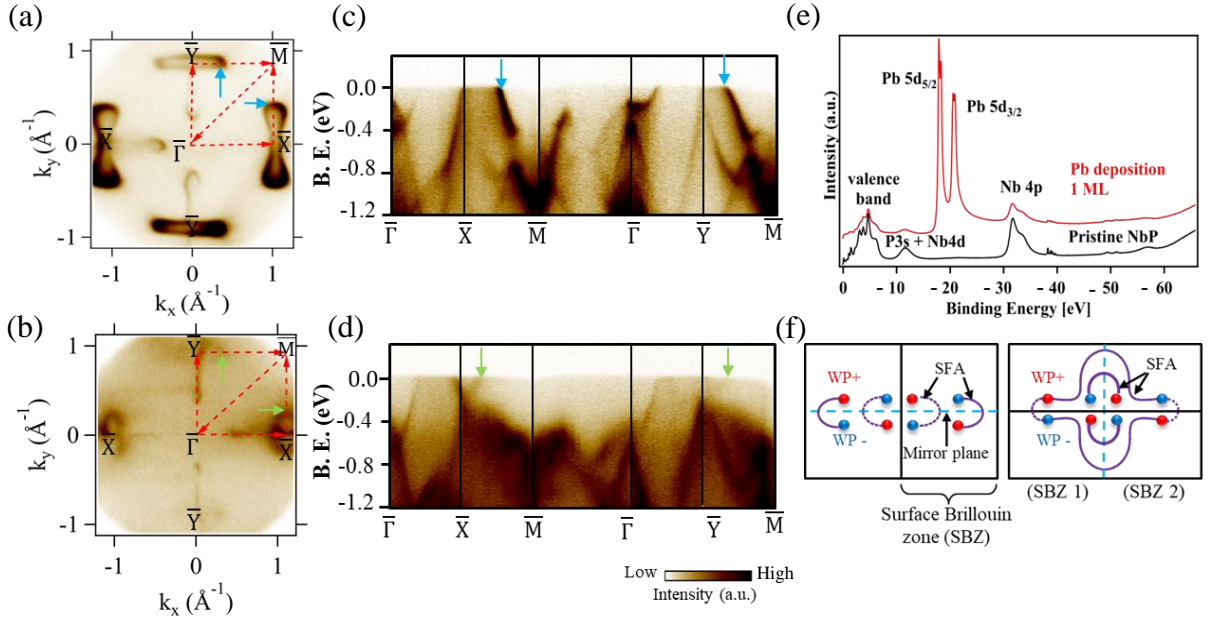 (a)
Y̅
M̅
1
k_y (Å⁻¹)
0
X̅
Γ̅
X̅
-1
Y̅
-1
0
1
k_x (Å⁻¹)
(b)
Y̅
M̅
1
k_y (Å⁻¹)
0
X̅
Γ̅
X̅
-1
Y̅
-1
0
1
k_x (Å⁻¹)
(c)
0.0
-0.4
-0.8
-1.2
B. E. (eV)
Γ̅
X̅
M̅
Γ̅
Y̅
M̅
(d)
0.0
-0.4
-0.8
-1.2
B. E. (eV)
Γ̅
X̅
M̅
Γ̅
Y̅
M̅
Low
High
Intensity (a.u.)
(e)
Intensity (a.u.)
Pb 5d₅/₂
Pb 5d₃/₂
Pb deposition
1 ML
valence
band
Nb 4p
P3s + Nb4d
Pristine NbP
0
- 10
- 20
- 30
- 40
- 50
- 60
Binding Energy [eV]
(f)
WP+
SFA
WP -
Mirror plane
Surface Brillouin
zone (SBZ)
WP+
SFA
WP -
(SBZ 1)
(SBZ 2)